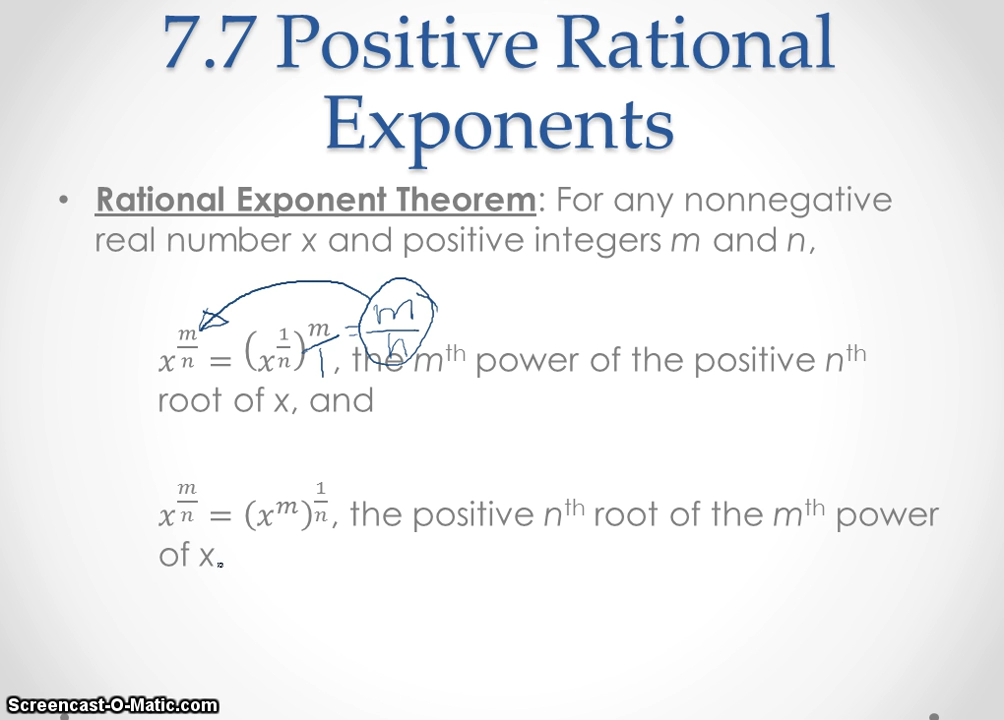 7.7 Positive Rational
Exponents
• Rational Exponent Theorem: For any nonnegative
real number x and positive integers m and n,
x^(m/n) = (x^(1/n))^(m/1) = m/n, the mth power of the positive nth
root of x, and
x^(m/n) = (x^m)^(1/n), the positive nth root of the mth power
of x.
Screencast-O-Matic.com